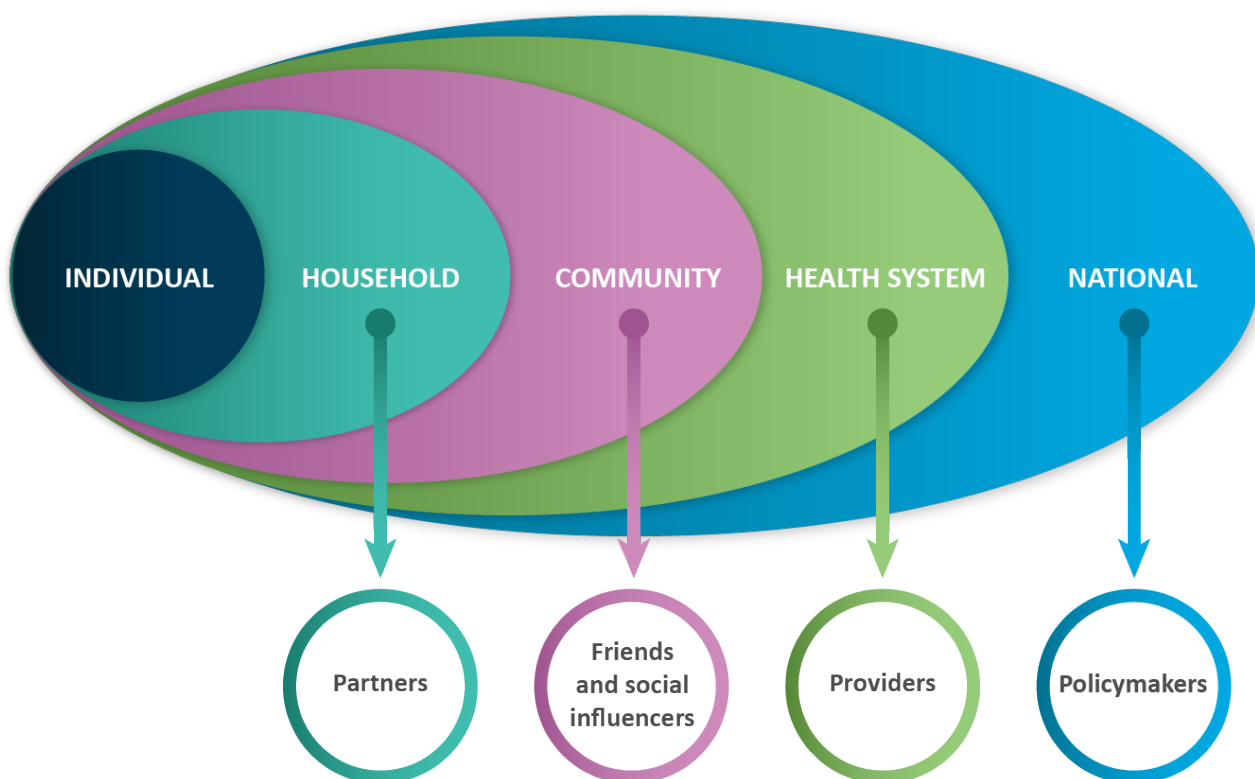 INDIVIDUAL
HOUSEHOLD
COMMUNITY
HEALTH SYSTEM
NATIONAL
Partners
Friends
and social
influencers
Providers
Policymakers